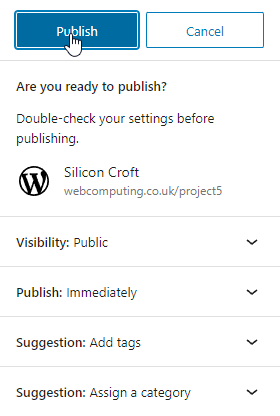 Publish
Cancel
Are you ready to publish?
Double-check your settings before
publishing.
Silicon Croft
webcomputing.co.uk/project5
Visibility: Public
Publish: Immediately
Suggestion: Add tags
Suggestion: Assign a category